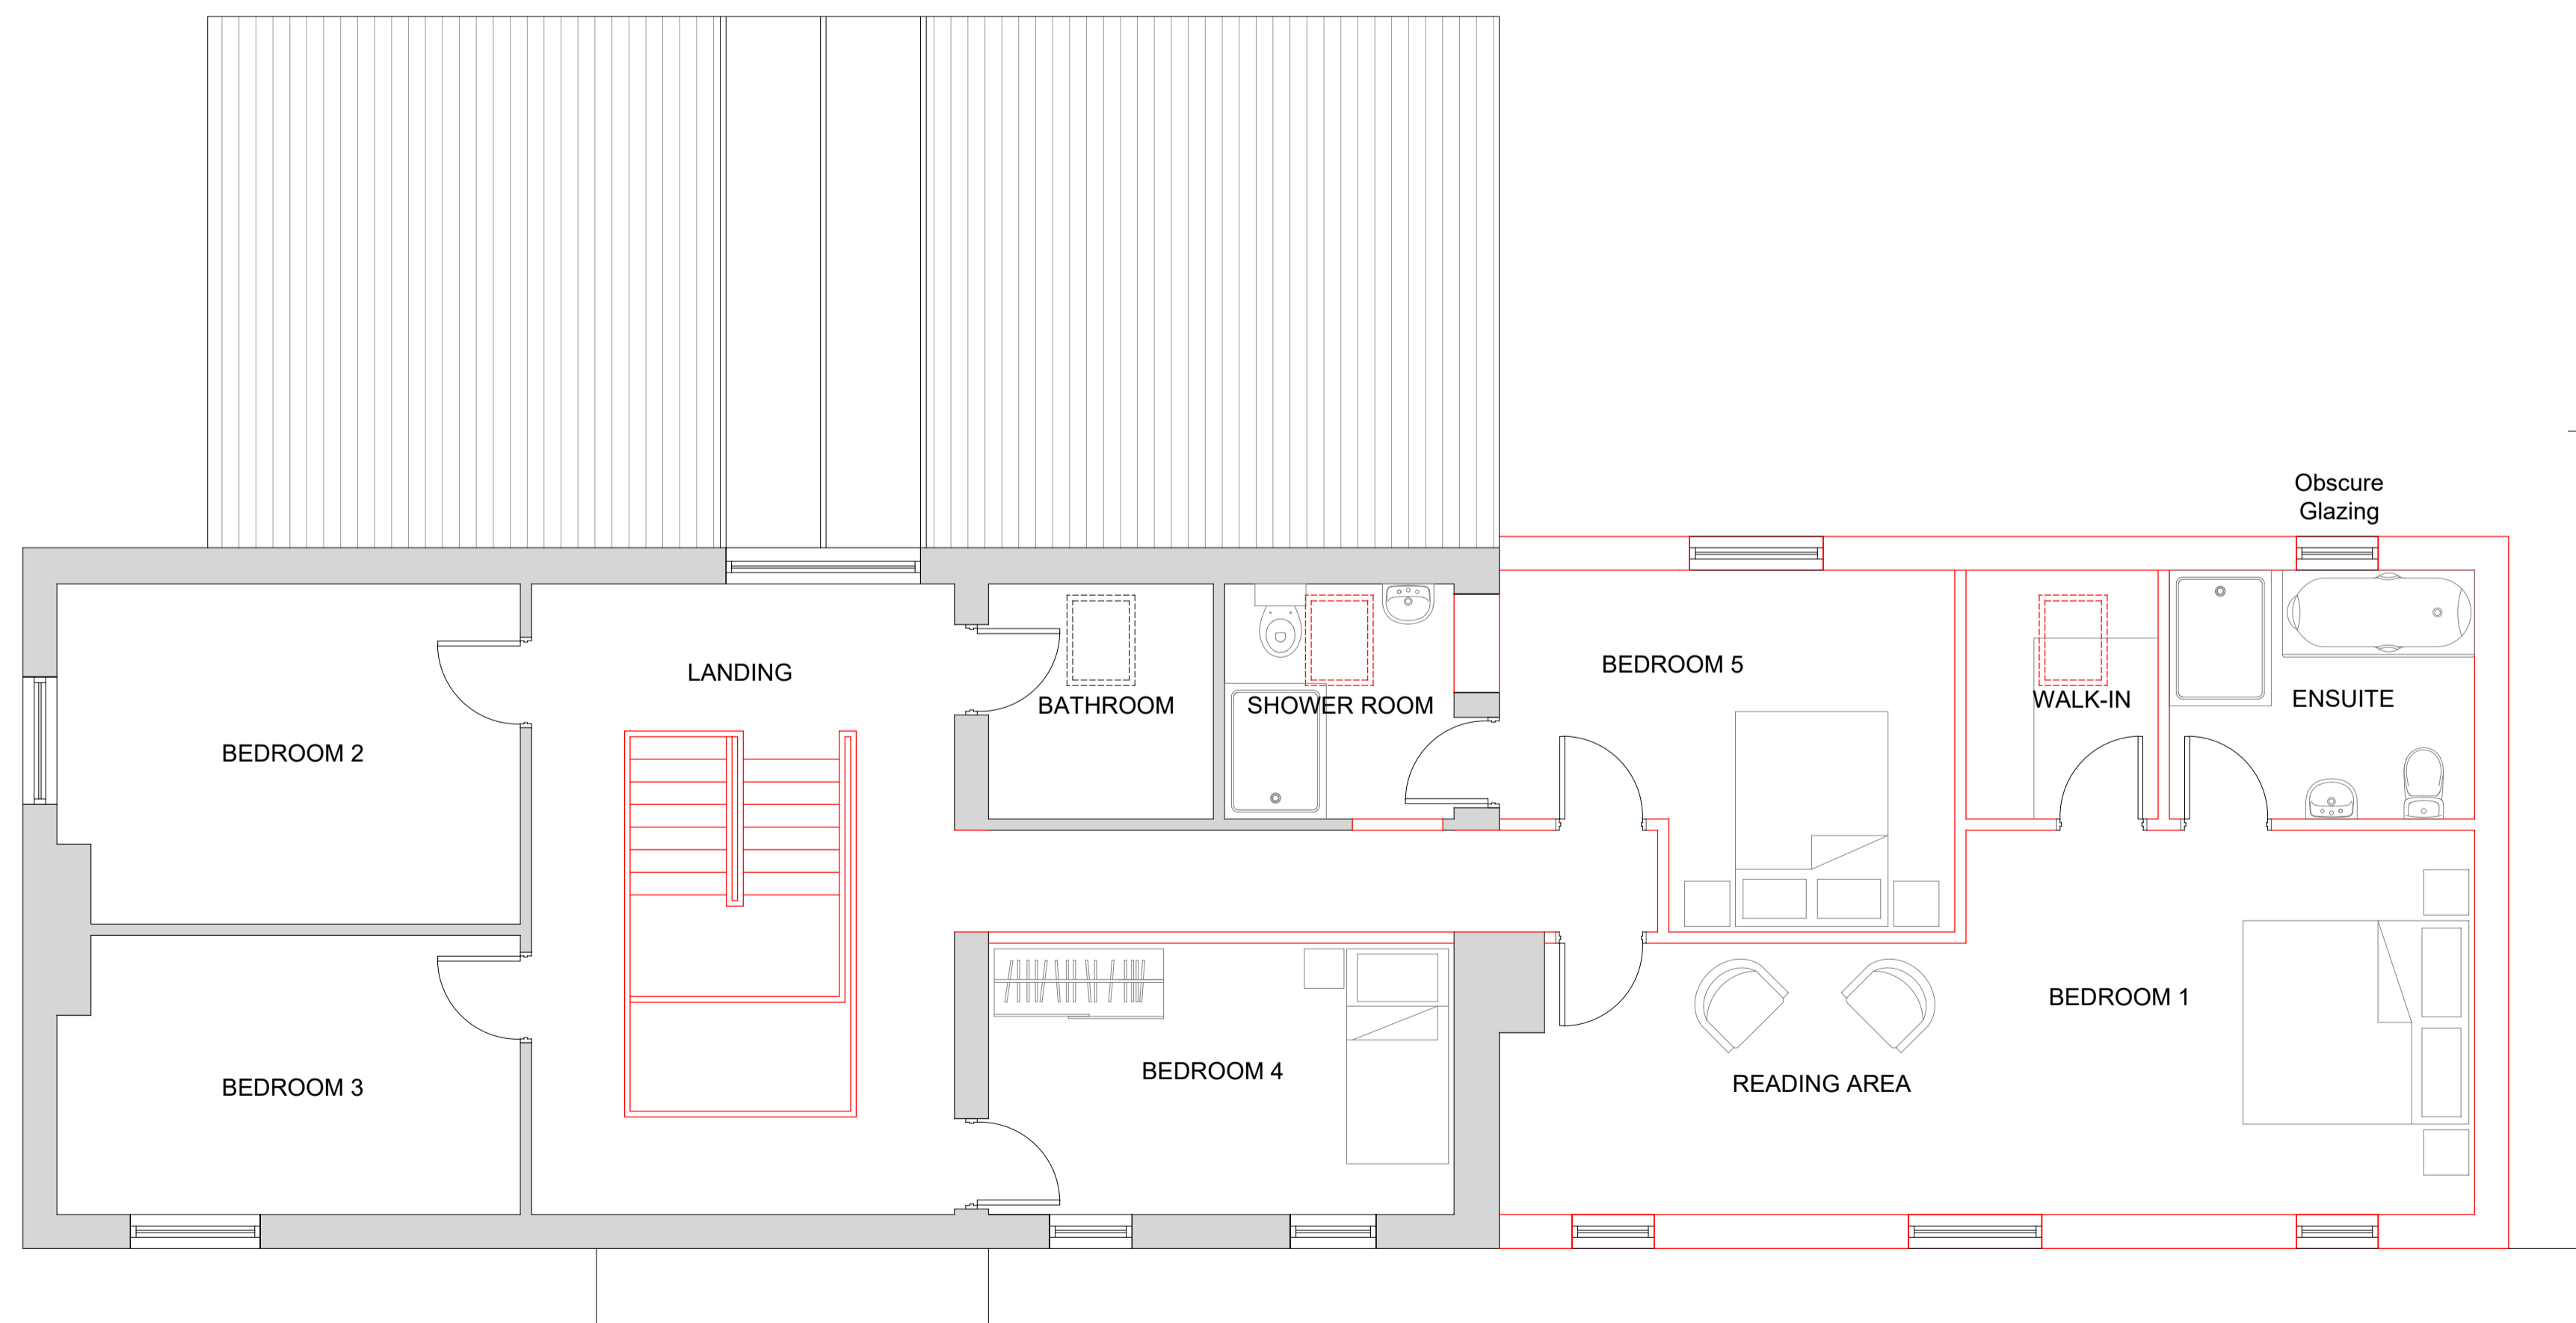 Obscure
Glazing
LANDING
BEDROOM 5
BATHROOM
SHOWER ROOM
WALK-IN
ENSUITE
BEDROOM 2
BEDROOM 1
BEDROOM 4
READING AREA
BEDROOM 3